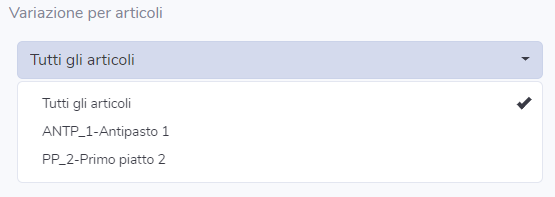 Variazione per articoli
Tutti gli articoli
Tutti gli articoli
ANTP_1-Antipasto 1
PP_2-Primo piatto 2